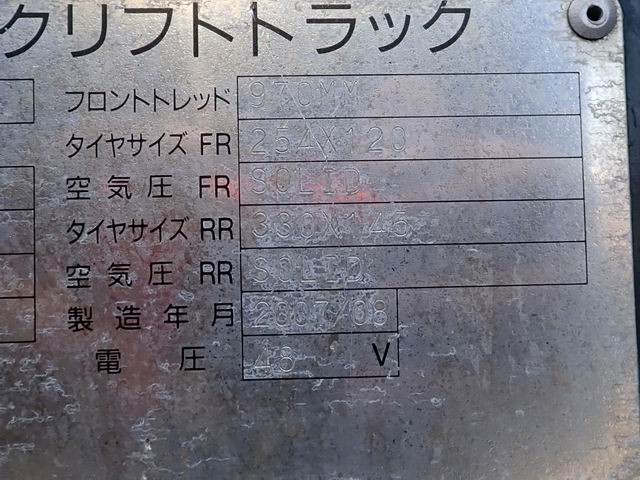 クリフトトラック
フロントトレッド 970MM
タイヤサイズ FR 254X120
空気圧 FR SOLID
タイヤサイズ RR 330X145
空気圧 RR SOLID
製造年月 2007/08
電圧 48 V